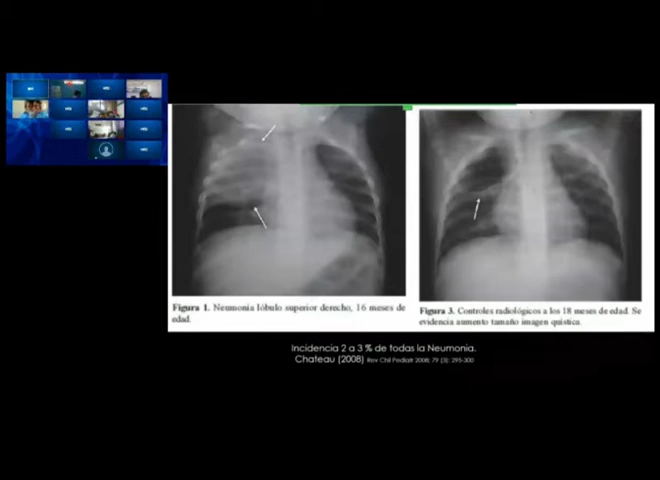 Figura 1. Neumonía lóbulo superior derecho, 16 meses de
edad.
Figura 3. Controles radiológicos a los 18 meses de edad. Se
evidencia aumento tamaño imagen quística.
Incidencia 2 a 3 % de todas la Neumonía.
Chateau (2008) Rev Chil Pediatr 2008; 79 (3): 295-300